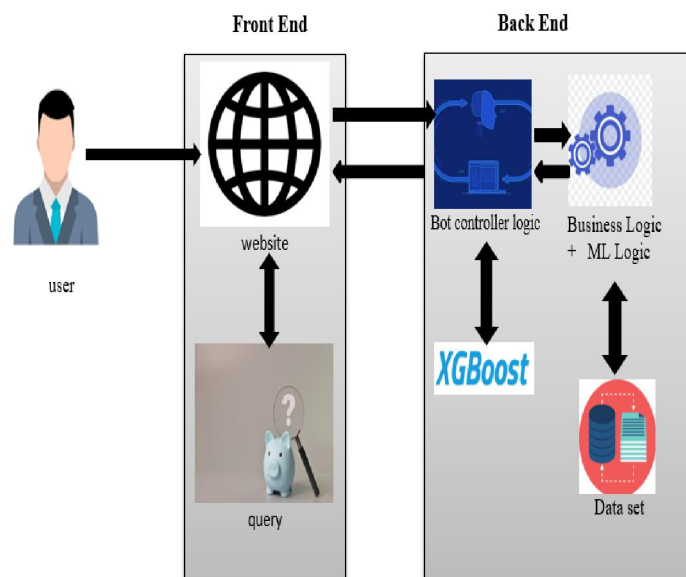 Front End
Back End
website
Bot controller logic
Business Logic
+ ML Logic
user
XGBoost
?
query
Data set